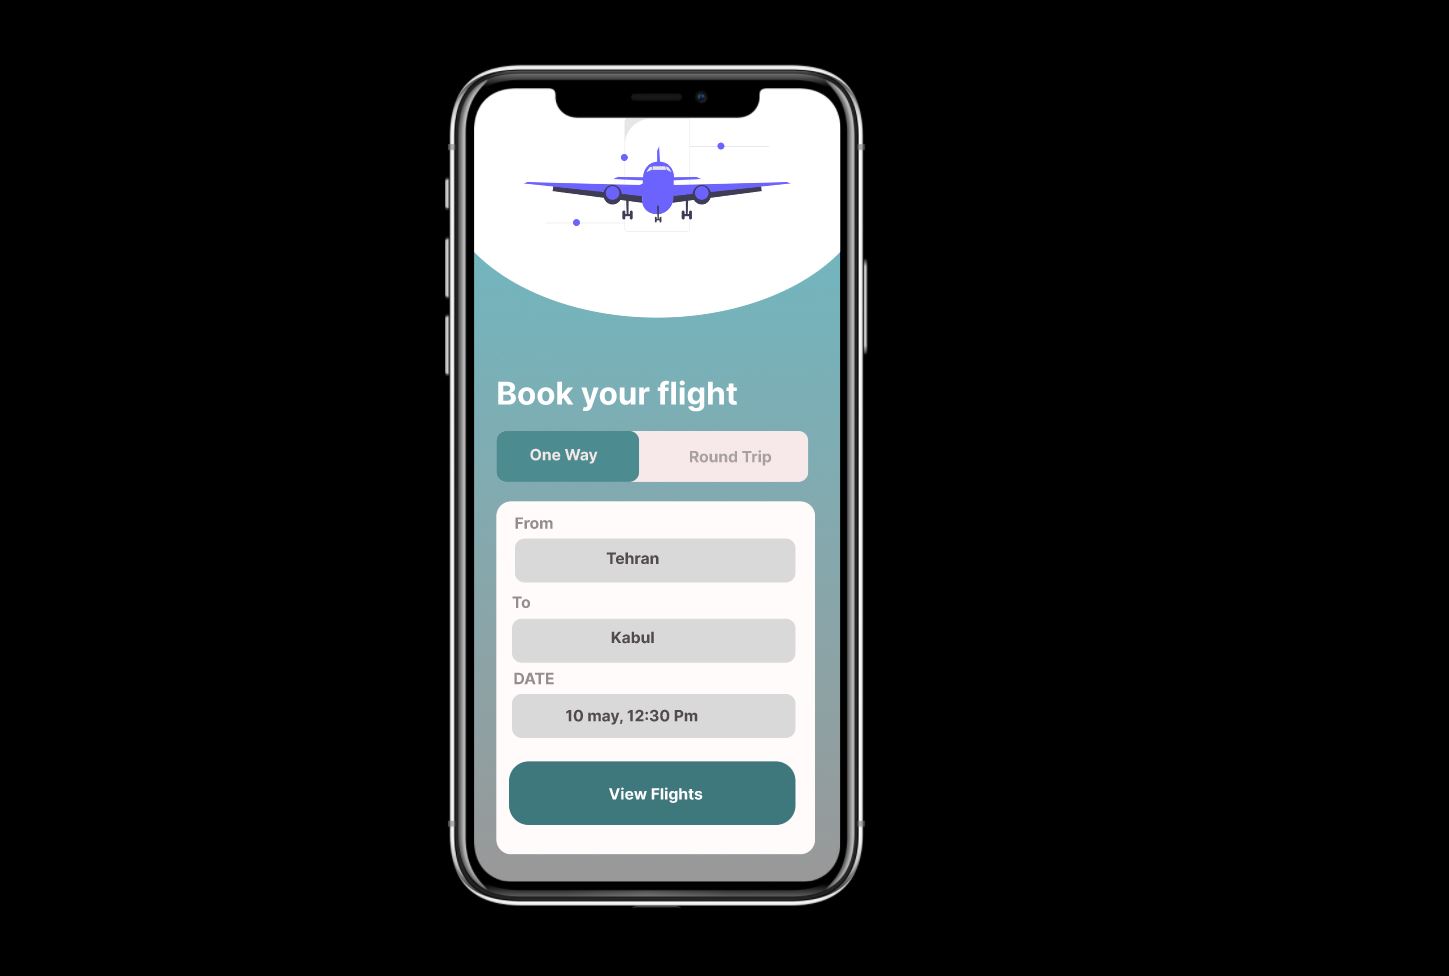 Book your flight
One Way
Round Trip
From
Tehran
To
Kabul
DATE
10 may, 12:30 Pm
View Flights